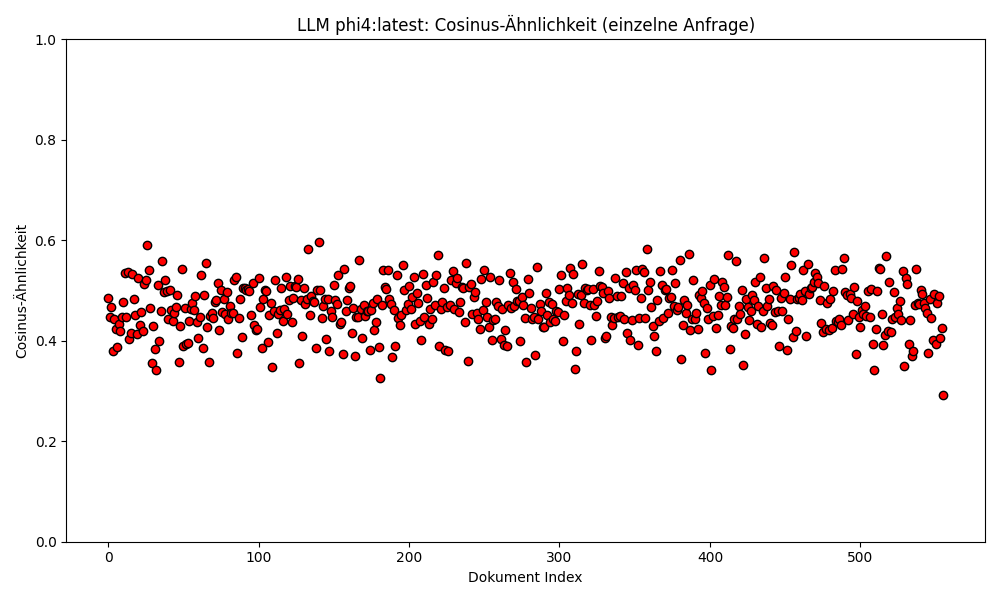 LLM phi4:latest: Cosinus-Ähnlichkeit (einzelne Anfrage)
1.0
0.8
0.6
0.4
0.2
0.0
Cosinus-Ähnlichkeit
0 100 200 300 400 500
Dokument Index